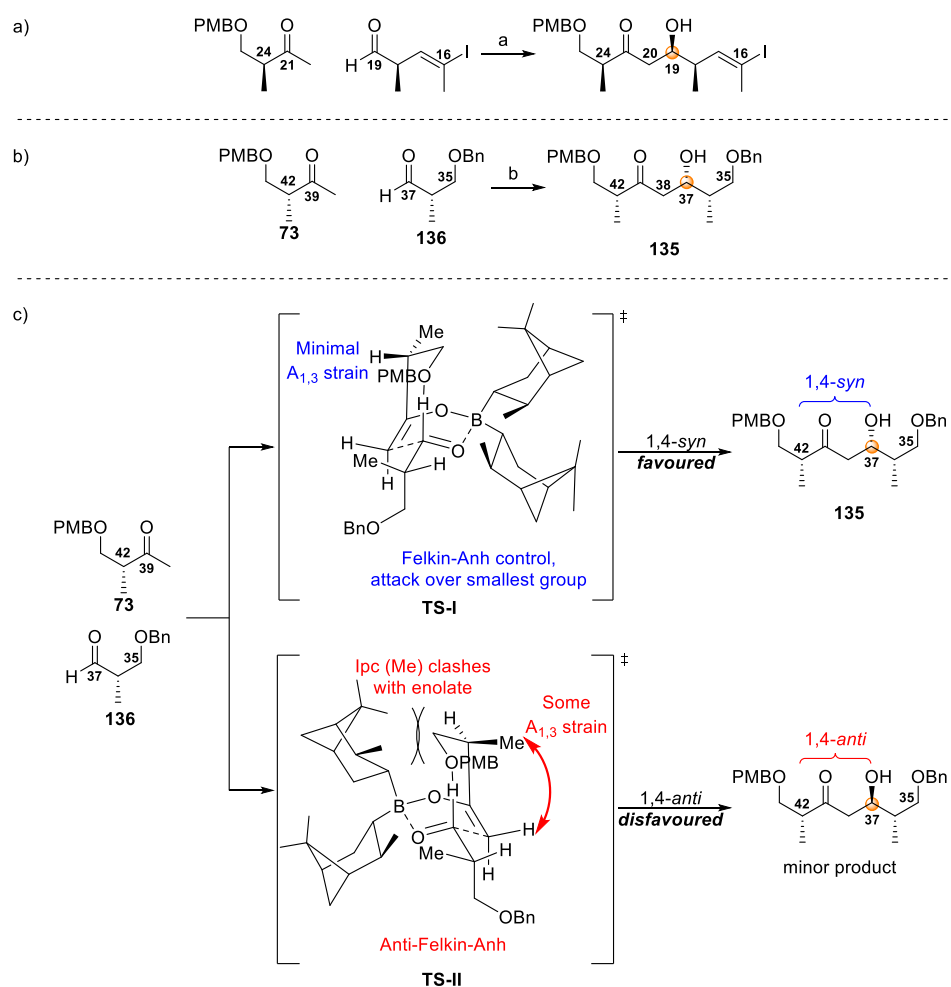 a)
PMBO
O
24
21
O
H
19
16
I
a
PMBO
O
OH
24
20
19
16
I
b)
PMBO
O
42
39
73
O
OBn
35
H
37
136
b
PMBO
O
OH
OBn
42
38
37
35
135
c)
‡
Minimal
A1,3 strain
H
Me
PMBO
H
O
B
H
O
H
Me
H
BnO
Felkin-Anh control,
attack over smallest group
TS-I
1,4-syn
favoured
1,4-syn
PMBO
O
OH
OBn
42
37
35
135
PMBO
O
42
39
73
O
OBn
35
H
37
136
‡
Ipc (Me) clashes
with enolate
Some
A1,3 strain
H
Me
OPMB
H
B
O
O
H
Me
H
H
OBn
Anti-Felkin-Anh
TS-II
1,4-anti
disfavoured
1,4-anti
PMBO
O
OH
OBn
42
37
35
minor product